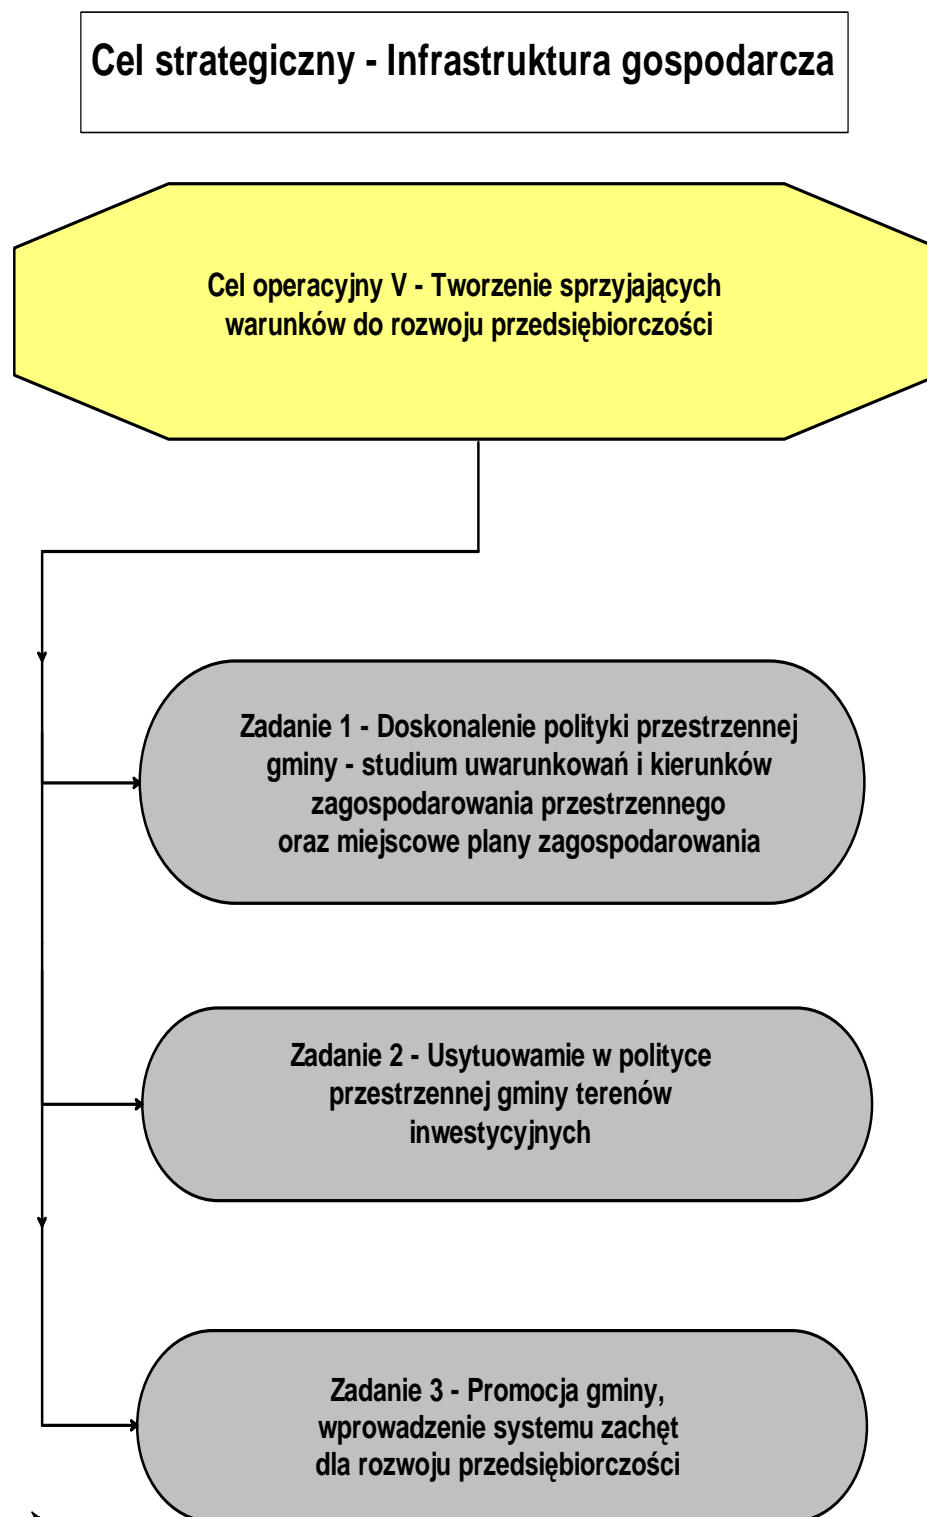 Cel strategiczny - Infrastruktura gospodarcza
Cel operacyjny V - Tworzenie sprzyjających
warunków do rozwoju przedsiębiorczości
Zadanie 1 - Doskonalenie polityki przestrzennej
gminy - studium uwarunkowań i kierunków
zagospodarowania przestrzennego
oraz miejscowe plany zagospodarowania
Zadanie 2 - Usytuowamie w polityce
przestrzennej gminy terenów
inwestycyjnych
Zadanie 3 - Promocja gminy,
wprowadzenie systemu zachęt
dla rozwoju przedsiębiorczości